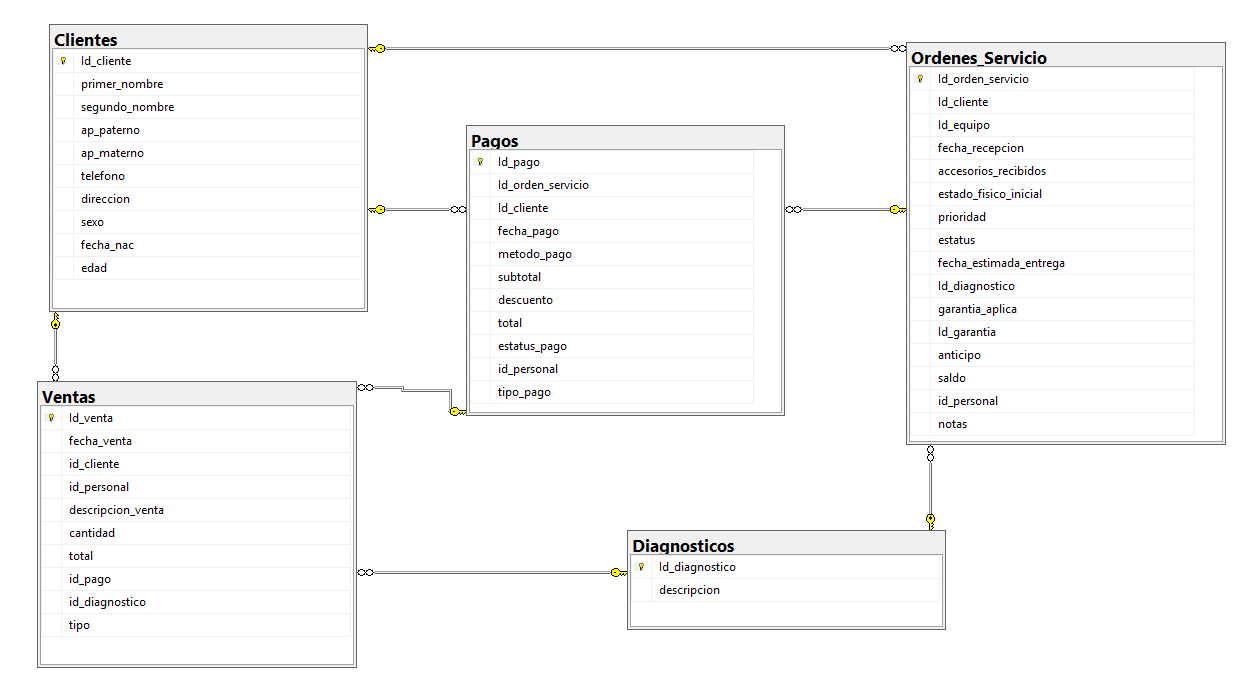 Clientes
Id_cliente
primer_nombre
segundo_nombre
ap_paterno
ap_materno
telefono
direccion
sexo
fecha_nac
edad
Pagos
Id_pago
Id_orden_servicio
Id_cliente
fecha_pago
metodo_pago
subtotal
descuento
total
estatus_pago
id_personal
tipo_pago
Ordenes_Servicio
Id_orden_servicio
Id_cliente
Id_equipo
fecha_recepcion
accesorios_recibidos
estado_fisico_inicial
prioridad
estatus
fecha_estimada_entrega
Id_diagnostico
garantia_aplica
Id_garantia
anticipo
saldo
id_personal
notas
Ventas
Id_venta
fecha_venta
id_cliente
id_personal
descripcion_venta
cantidad
total
id_pago
id_diagnostico
tipo
Diagnosticos
Id_diagnostico
descripcion